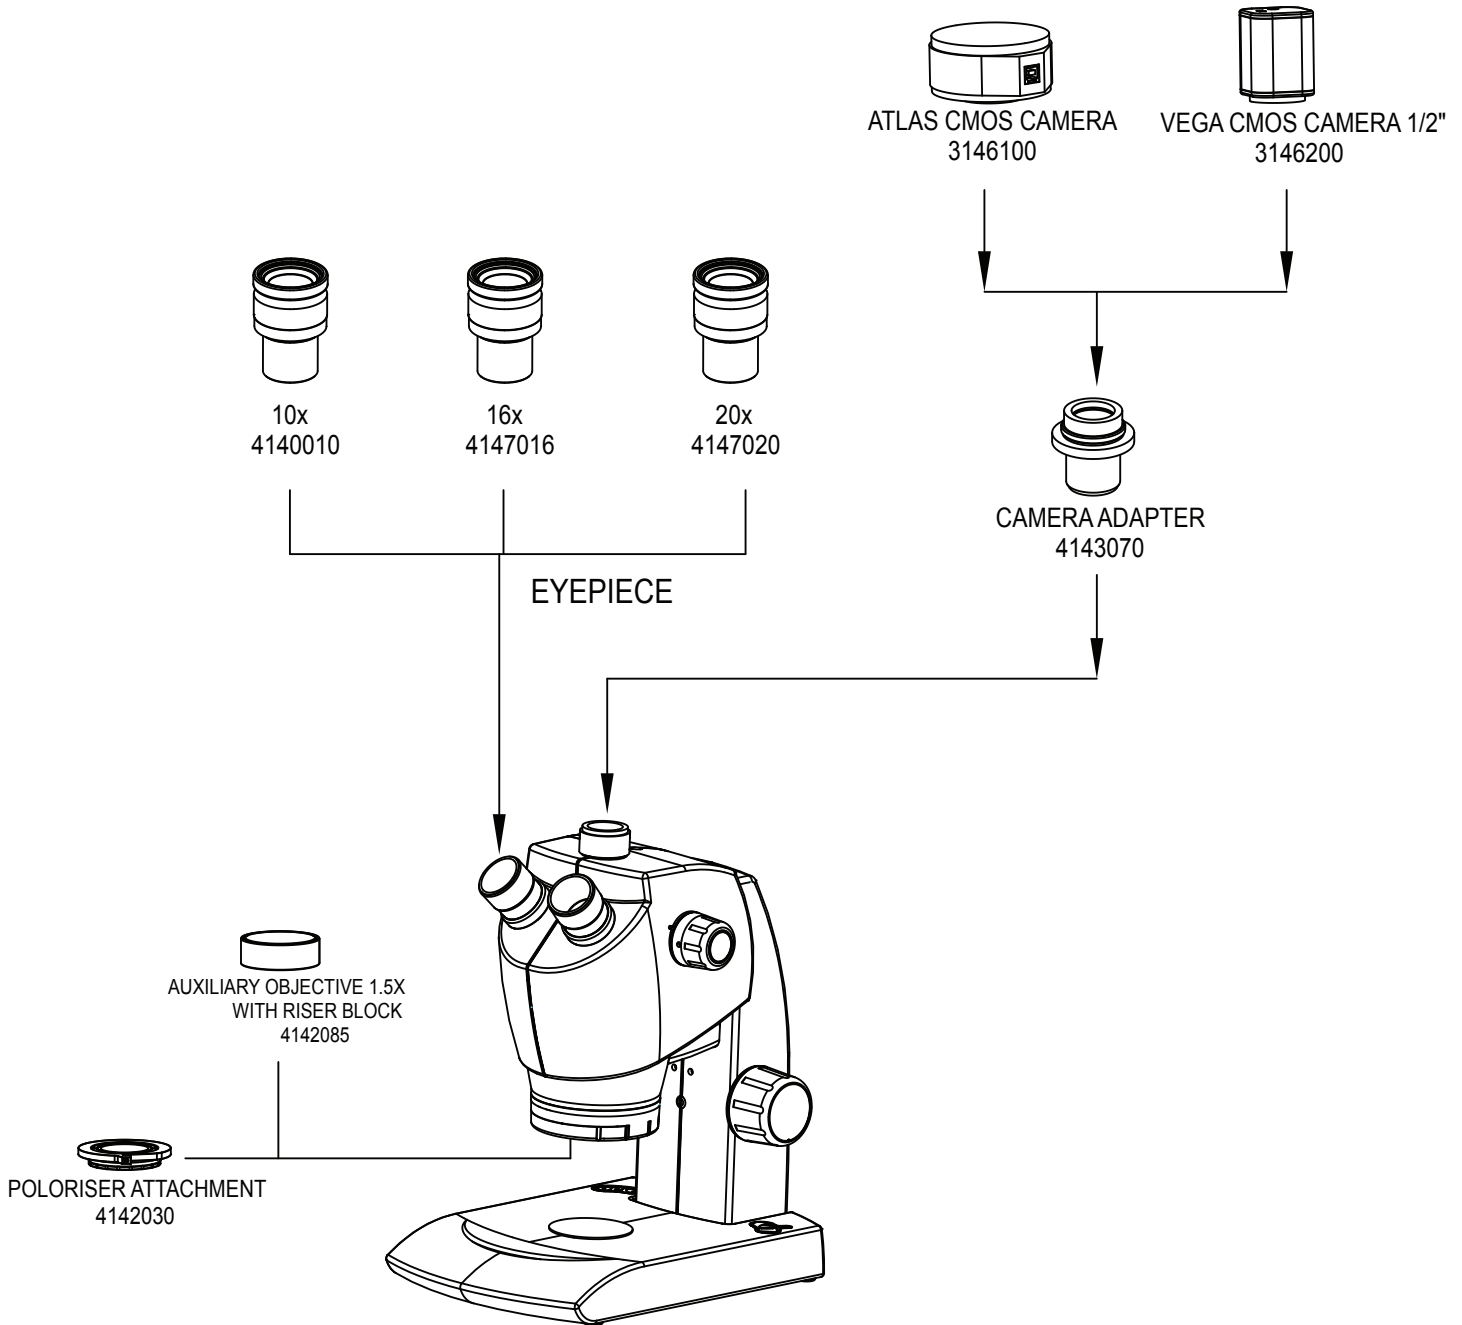 ATLAS CMOS CAMERA
3146100
VEGA CMOS CAMERA 1/2"
3146200
10x
4140010
16x
4147016
20x
4147020
CAMERA ADAPTER
4143070
EYEPIECE
AUXILIARY OBJECTIVE 1.5X
WITH RISER BLOCK
4142085
POLORISER ATTACHMENT
4142030